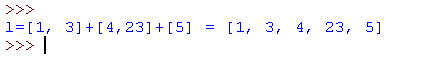 >>>
l=[1, 3]+[4,23]+[5] = [1, 3, 4, 23, 5]
>>>